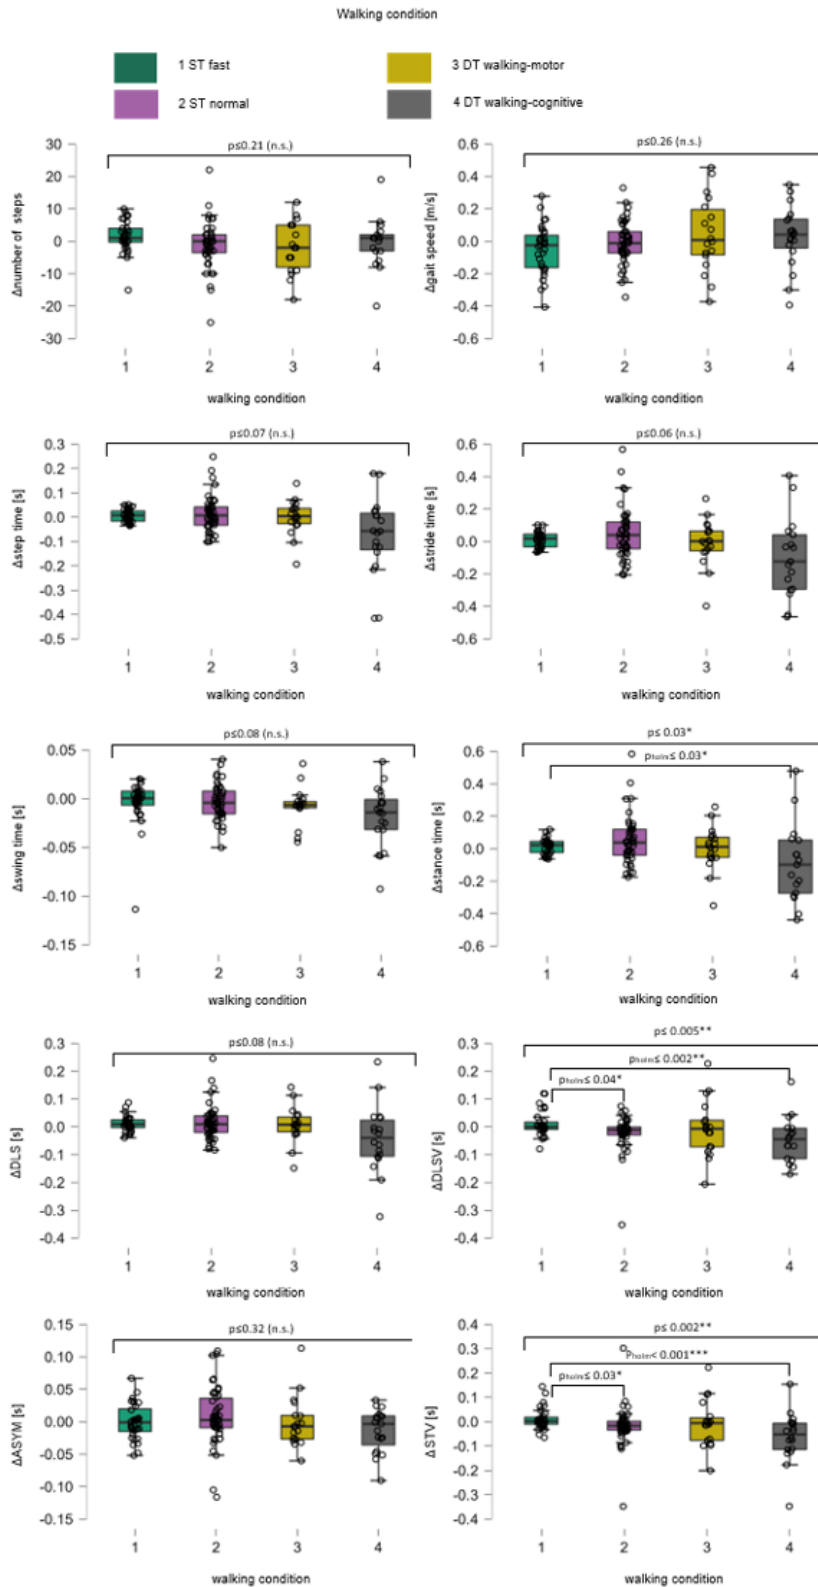 Walking condition
1 ST fast
3 DT walking-motor
2 ST normal
4 DT walking-cognitive
p≤0.21 (n.s.)
Δnumber of steps
30
20
10
0
-10
-20
-30
1 2 3 4
walking condition
p≤0.26 (n.s.)
Δgait speed [m/s]
0.6
0.4
0.2
0.0
-0.2
-0.4
-0.6
1 2 3 4
walking condition
p≤0.07 (n.s.)
Δstep time [s]
0.3
0.2
0.1
0.0
-0.1
-0.2
-0.3
-0.4
-0.5
1 2 3 4
walking condition
p≤0.06 (n.s.)
Δstride time [s]
0.6
0.4
0.2
0.0
-0.2
-0.4
-0.6
1 2 3 4
walking condition
p≤0.08 (n.s.)
Δswing time [s]
0.05
0.00
-0.05
-0.10
-0.15
1 2 3 4
walking condition
p≤ 0.03*
pholm≤ 0.03*
Δstance time [s]
0.6
0.4
0.2
0.0
-0.2
-0.4
-0.6
1 2 3 4
walking condition
p≤0.08 (n.s.)
ΔDLS [s]
0.3
0.2
0.1
0.0
-0.1
-0.2
-0.3
-0.4
1 2 3 4
walking condition
p≤ 0.005**
pholm≤ 0.002**
pholm≤ 0.04*
ΔDLSV [s]
0.3
0.2
0.1
0.0
-0.1
-0.2
-0.3
-0.4
1 2 3 4
walking condition
p≤0.32 (n.s.)
ΔASYM [s]
0.15
0.10
0.05
0.00
-0.05
-0.10
-0.15
1 2 3 4
walking condition
p≤ 0.002**
Pholm< 0.001***
pholm≤ 0.03*
ΔSTV [s]
0.4
0.3
0.2
0.1
0.0
-0.1
-0.2
-0.3
-0.4
1 2 3 4
walking condition